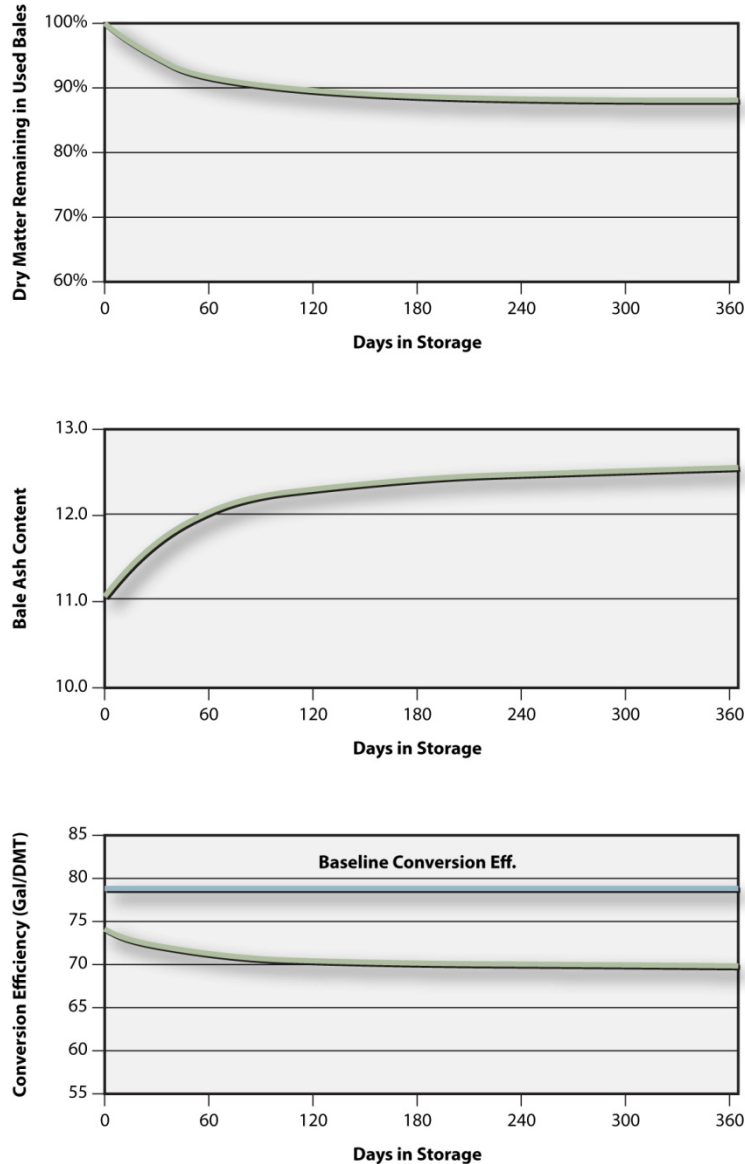 Dry Matter Remaining in Used Bales
100%
90%
80%
70%
60%
0 60 120 180 240 300 360
Days in Storage
Bale Ash Content
13.0
12.0
11.0
10.0
0 60 120 180 240 300 360
Days in Storage
Conversion Efficiency (Gal/DMT)
85
80
75
70
65
60
55
Baseline Conversion Eff.
0 60 120 180 240 300 360
Days in Storage